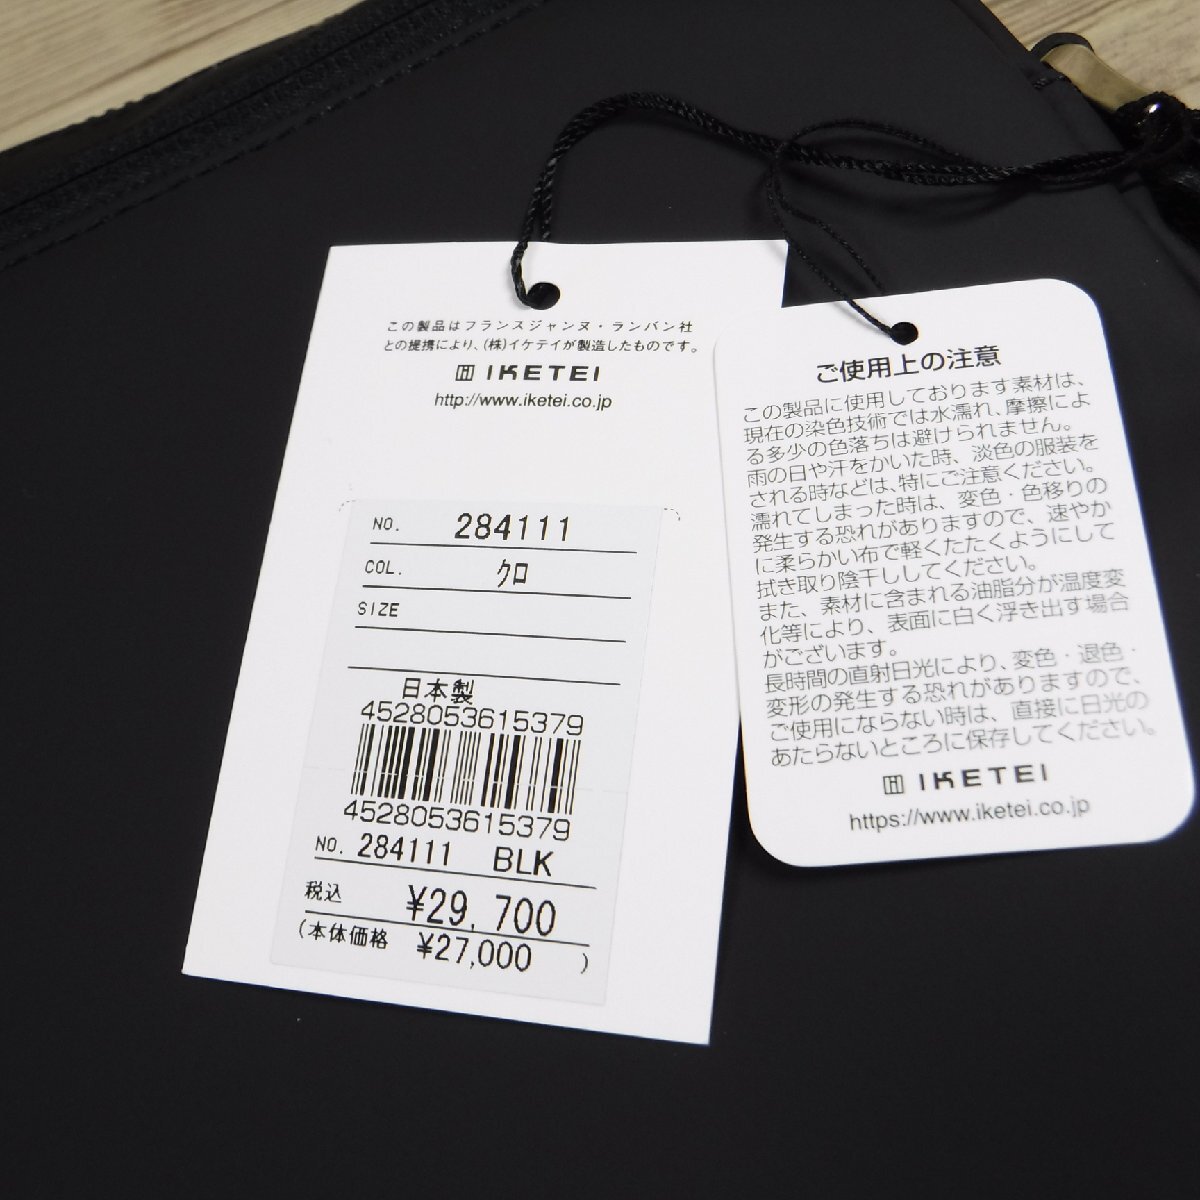 この製品はフランスジャンヌ・ランバン社
との提携により、(株)イケテイが製造したものです。
IKETEI
http://www.iketei.co.jp
NO. 284111
COL. クロ
SIZE
日本製
4528053615379
4528053615379
NO. 284111 BLK
税込 ¥29,700
(本体価格 ¥27,000 )
ご使用上の注意
この製品に使用しております素材は、
現在の染色技術では水濡れ、摩擦によ
る多少の色落ちは避けられません。
雨の日や汗をかいた時、淡色の服装を
される時などは、特にご注意ください。
濡れてしまった時は、変色・色移りの
発生する恐れがありますので、速やか
に柔らかい布で軽くたたくようにして
拭き取り陰干ししてください。
また、素材に含まれる油脂分が温度変
化等により、表面に白く浮き出す場合
がございます。
長時間の直射日光により、変色・退色・
変形の発生する恐れがありますので、
ご使用にならない時は、直接に日光の
あたらないところに保存してください。
IKETEI
https://www.iketei.co.jp